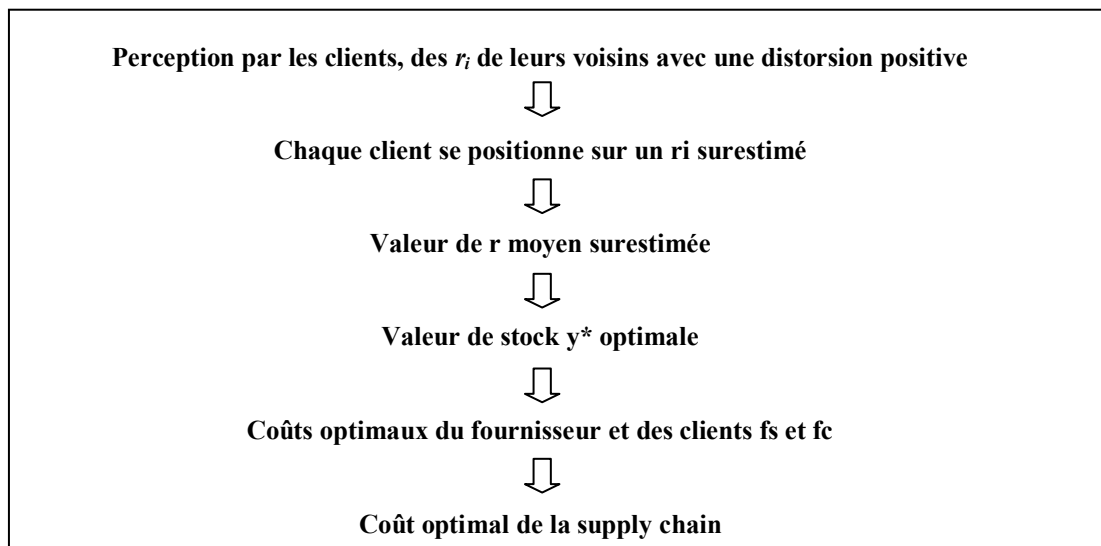 Perception par les clients, des ri de leurs voisins avec une distorsion positive
Chaque client se positionne sur un ri surestimé
Valeur de r moyen surestimée
Valeur de stock y* optimale
Coûts optimaux du fournisseur et des clients fs et fc
Coût optimal de la supply chain